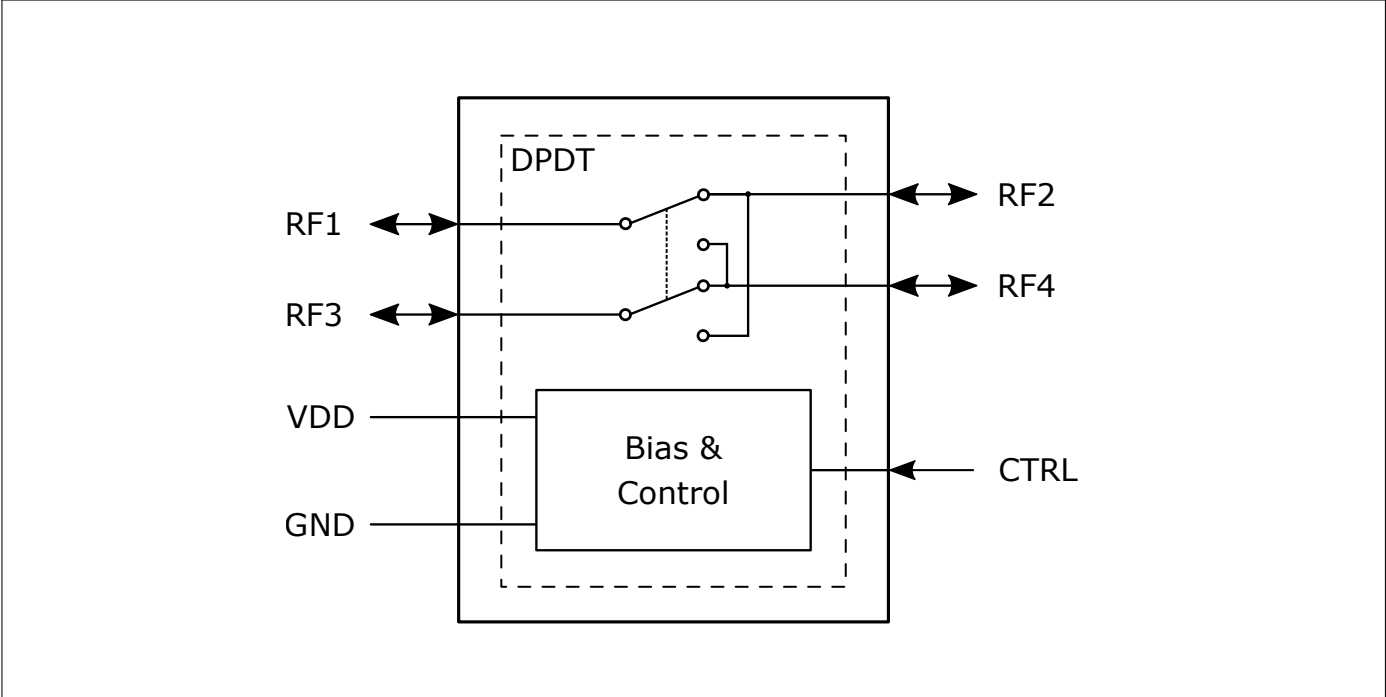 DPDT
RF1
RF2
RF3
RF4
VDD
Bias &
Control
CTRL
GND